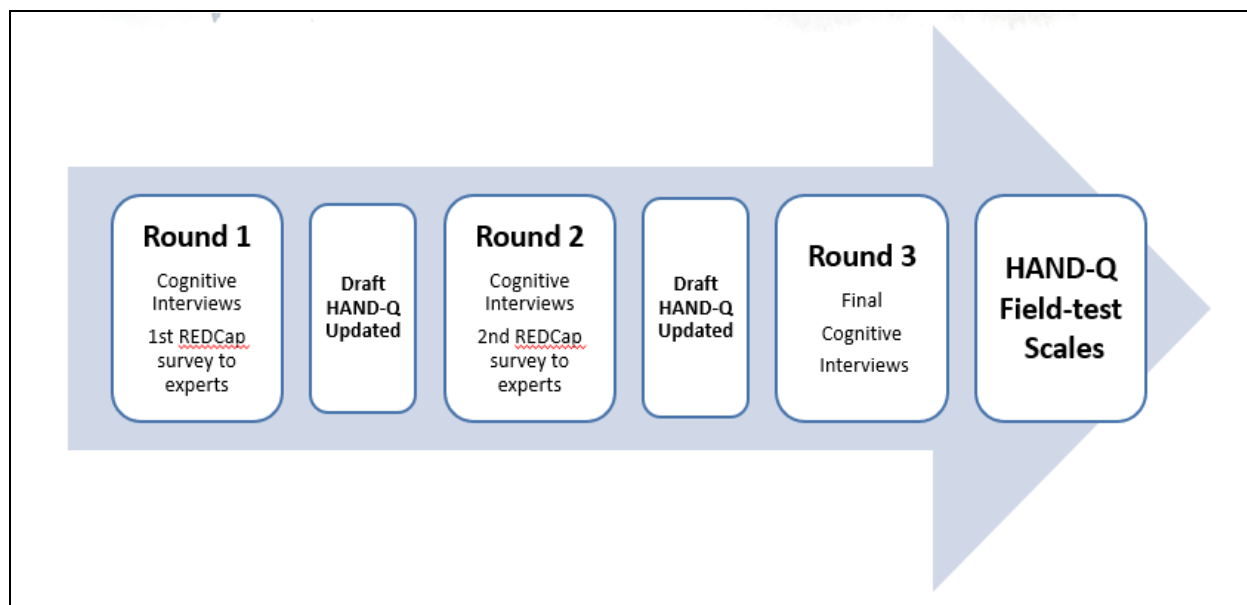 Round 1
Cognitive
Interviews
1st REDCap
survey to
experts
Draft
HAND-Q
Updated
Round 2
Cognitive
Interviews
2nd REDCap
survey to
experts
Draft
HAND-Q
Updated
Round 3
Final
Cognitive
Interviews
HAND-Q
Field-test
Scales